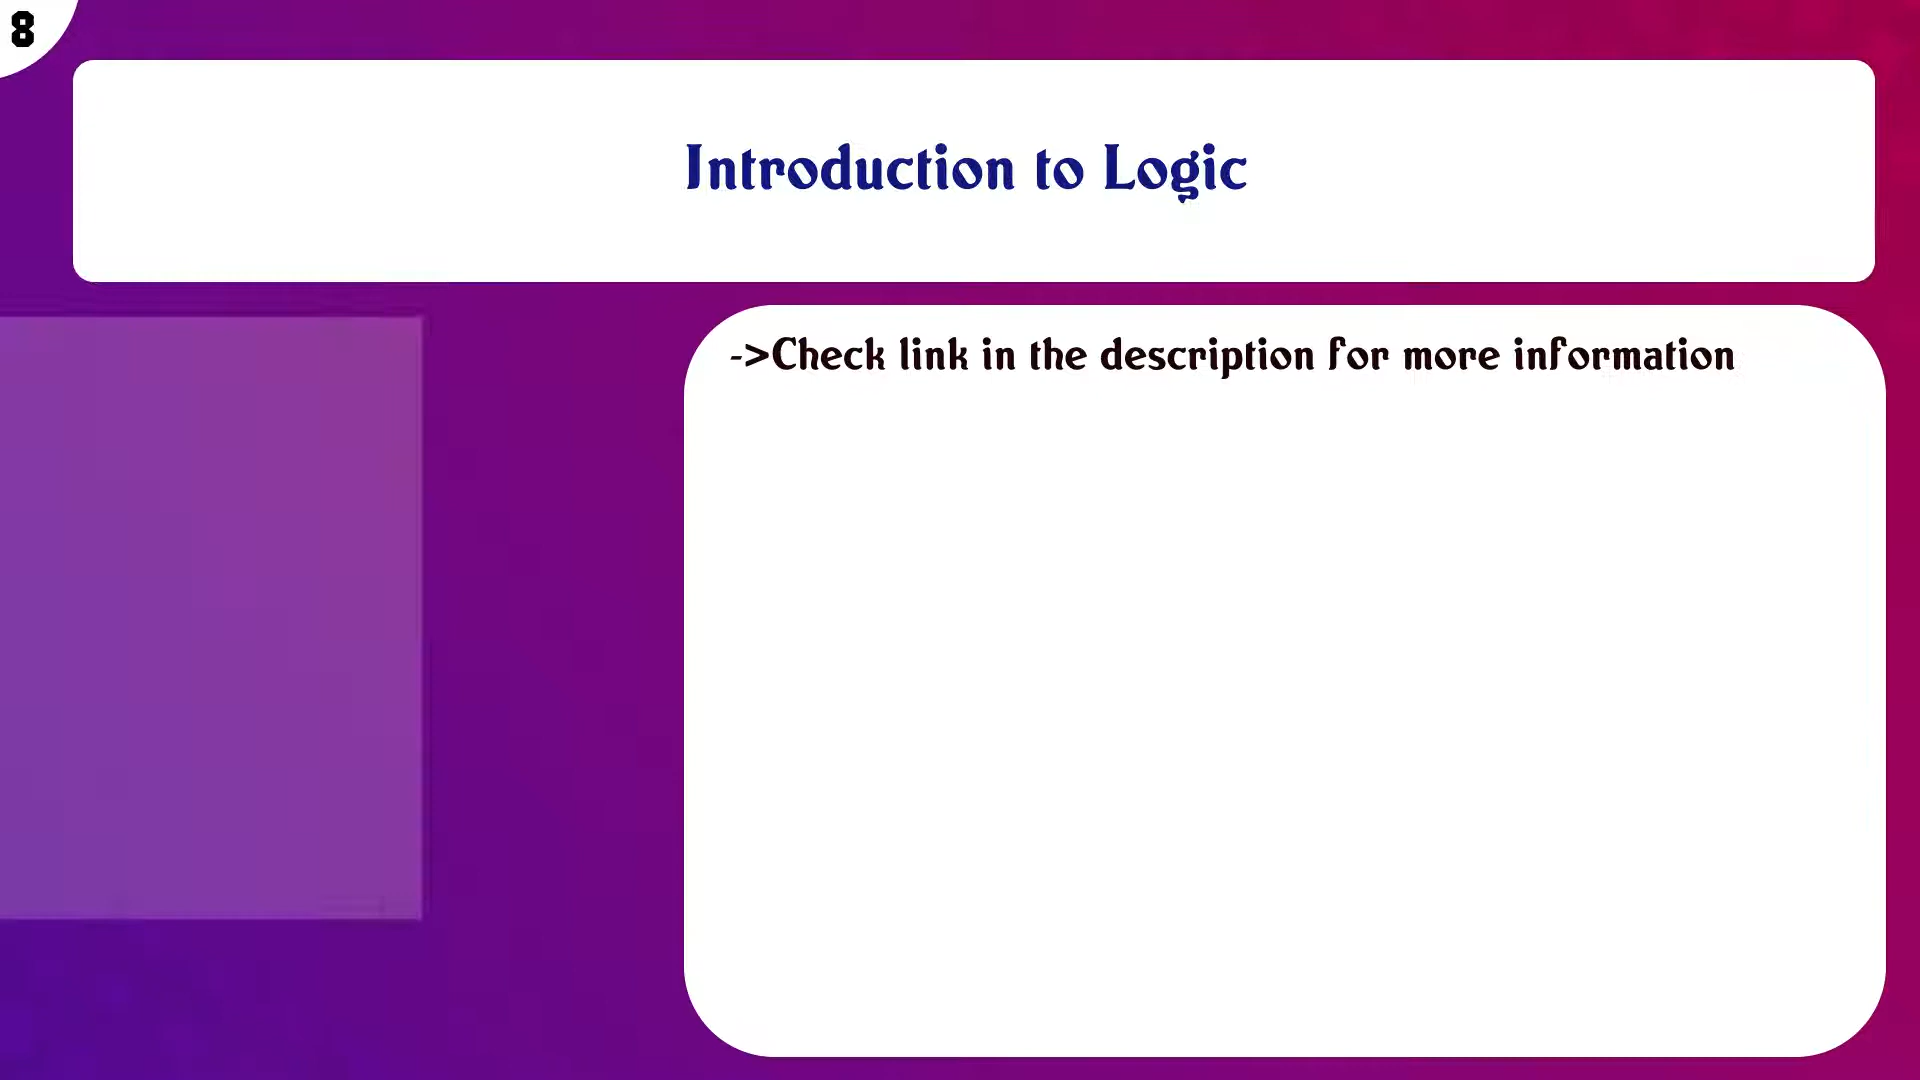 8
Introduction to Logic
->Check link in the description for more information